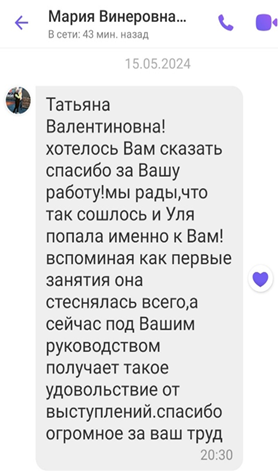 Мария Винеровна...
В сети: 43 мин. назад
15.05.2024
Татьяна
Валентиновна!
хотелось Вам сказать
спасибо за Вашу
работу!мы рады,что
так сошлось и Уля
попала именно к Вам!
вспоминая как первые
занятия она
стеснялась всего,а
сейчас под Вашим
руководством
получает такое
удовольствие от
выступлений.спасибо
огромное за ваш труд
20:30